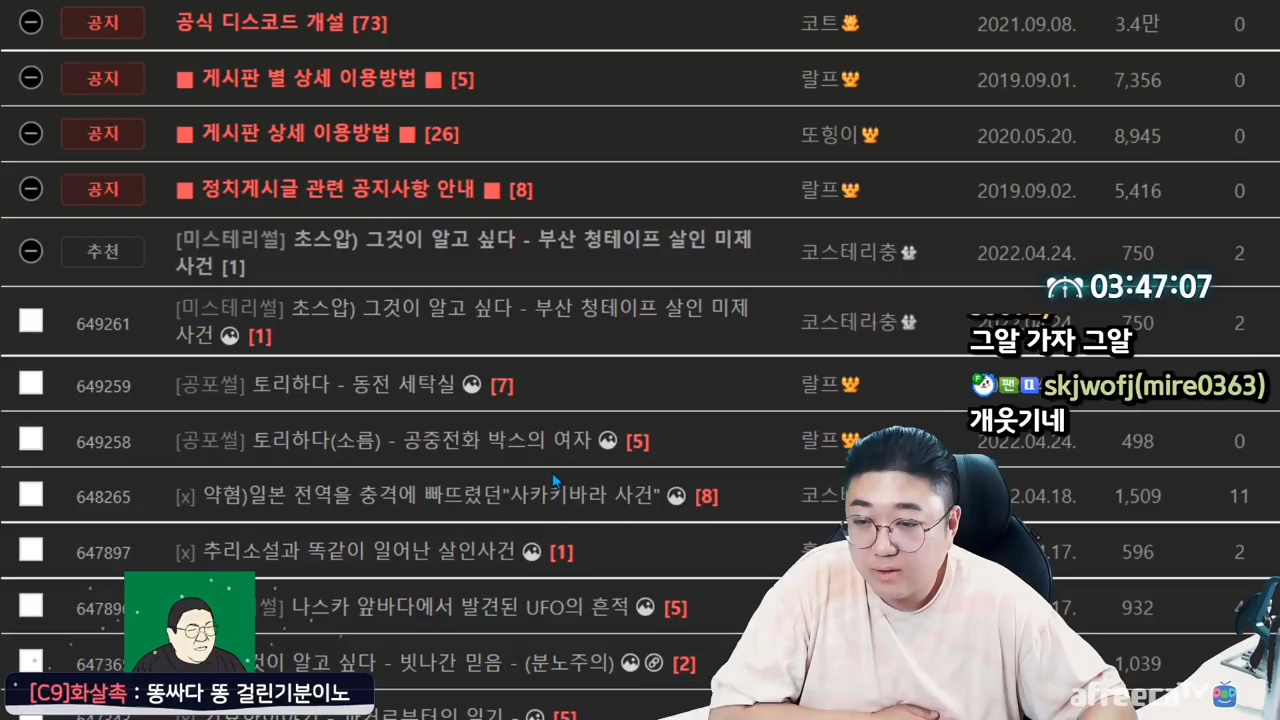 공지 공식 디스코드 개설 [73] 코트 2021.09.08. 3.4만 0
공지 ■ 게시판 별 상세 이용방법 ■ [5] 랄프 2019.09.01. 7,356 0
공지 ■ 게시판 상세 이용방법 ■ [26] 또힝이 2020.05.20. 8,945 0
공지 ■ 정치게시글 관련 공지사항 안내 ■ [8] 랄프 2019.09.02. 5,416 0
추천 [미스테리썰] 초스압) 그것이 알고 싶다 - 부산 청테이프 살인 미제
사건 [1] 코스테리충 2022.04.24. 750 2
03:47:07
649261 [미스테리썰] 초스압) 그것이 알고 싶다 - 부산 청테이프 살인 미제
사건 [1] 코스테리충 750 2
그알 가자 그알
649259 [공포썰] 토리하다 - 동전 세탁실 [7] 랄프
팬 skjwofj(mire0363)
개웃기네
649258 [공포썰] 토리하다(소름) - 공중전화 박스의 여자 [5] 랄프 2022.04.24. 498 0
648265 [x] 약혐)일본 전역을 충격에 빠뜨렸던"사카키바라 사건" [8] 1,509 11
647897 [x] 추리소설과 똑같이 일어난 살인사건 [1] 596 2
나스카 앞바다에서 발견된 UFO의 흔적 [5] 932
알고 싶다 - 빗나간 믿음 - (분노주의) [2] 1,039
[C9]화살촉 : 똥싸다 똥 걸린기분이노
afreecaTV